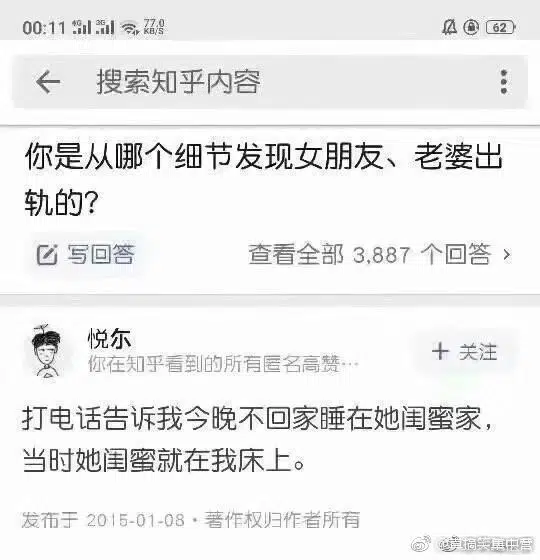 00:11 4G 3G 77.0 KB/S 62
搜索知乎内容
你是从哪个细节发现女朋友、老婆出
轨的?
写回答 查看全部 3,887 个回答 >
悦尔 + 关注
你在知乎看到的所有匿名高赞…
打电话告诉我今晚不回家睡在她闺蜜家，
当时她闺蜜就在我床上。
发布于 2015-01-08 · 著作权归作者所有